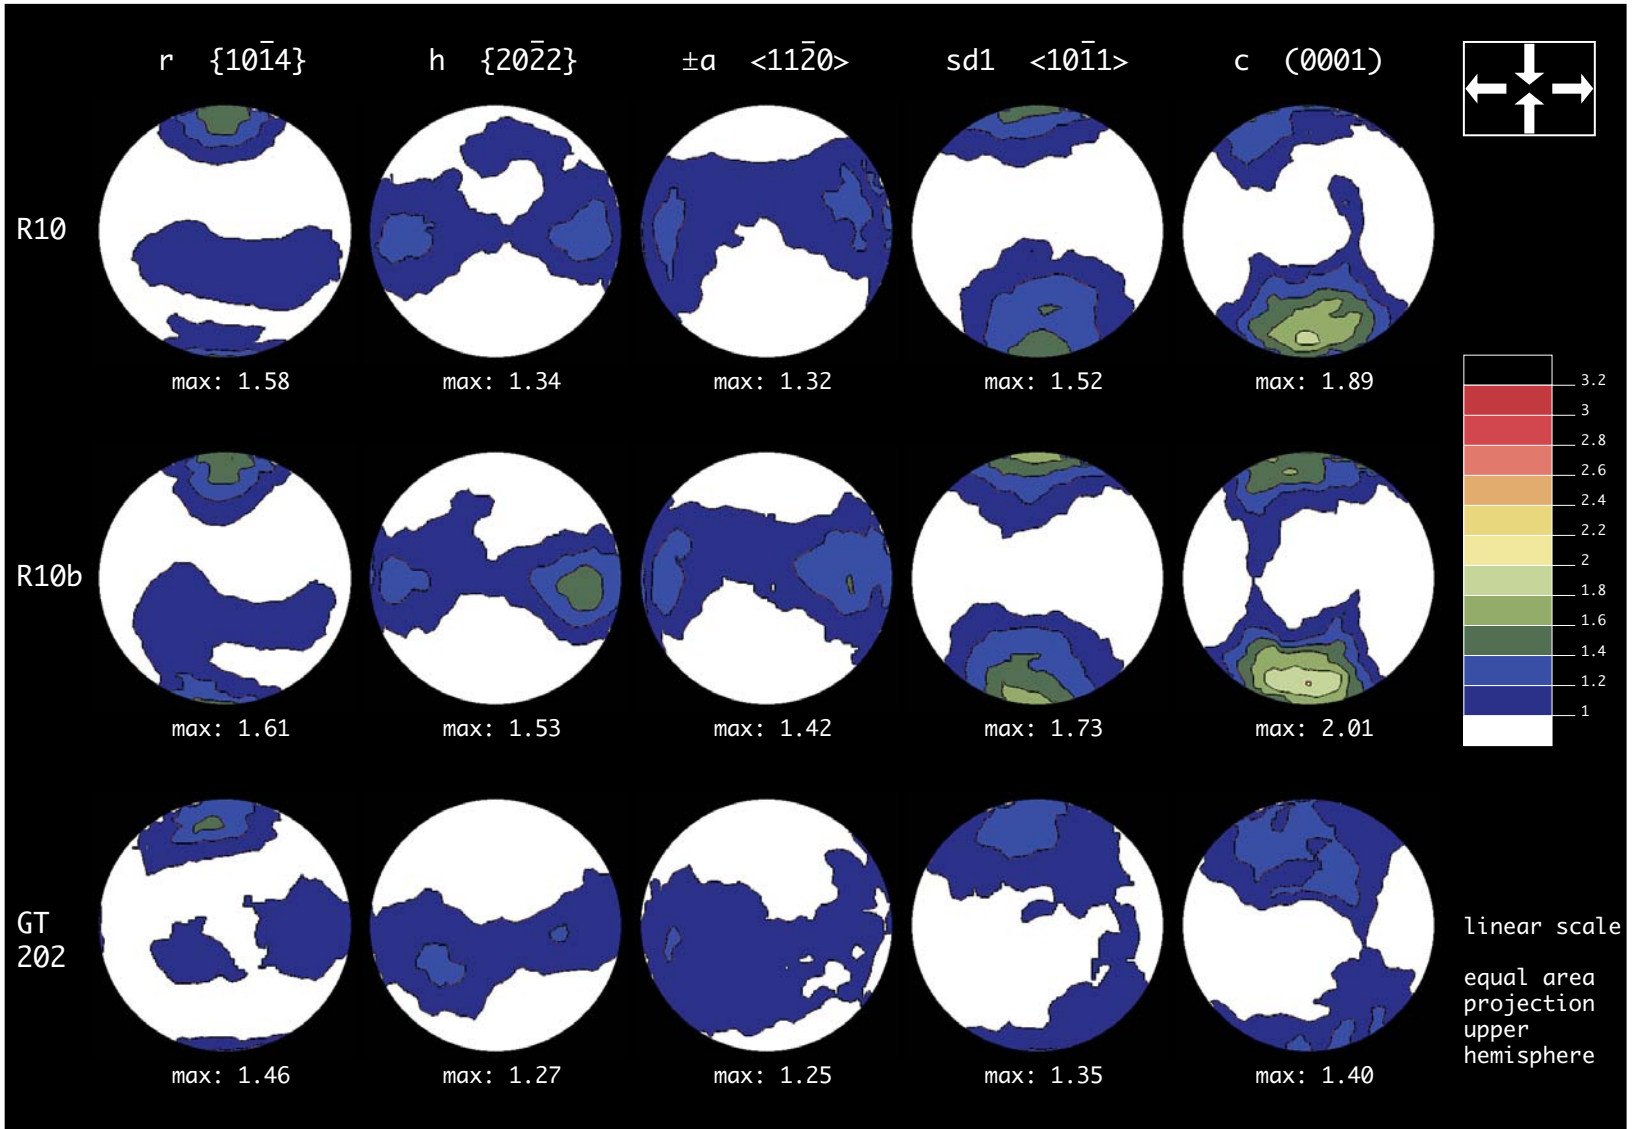 r {101̄4}
h {202̄2}
±a <112̄0>
sd1 <101̄1>
c (0001)
R10
max: 1.58
max: 1.34
max: 1.32
max: 1.52
max: 1.89
3.2
3
2.8
2.6
2.4
2.2
2
1.8
1.6
1.4
1.2
1
R10b
max: 1.61
max: 1.53
max: 1.42
max: 1.73
max: 2.01
GT
202
max: 1.46
max: 1.27
max: 1.25
max: 1.35
max: 1.40
linear scale
equal area
projection
upper
hemisphere